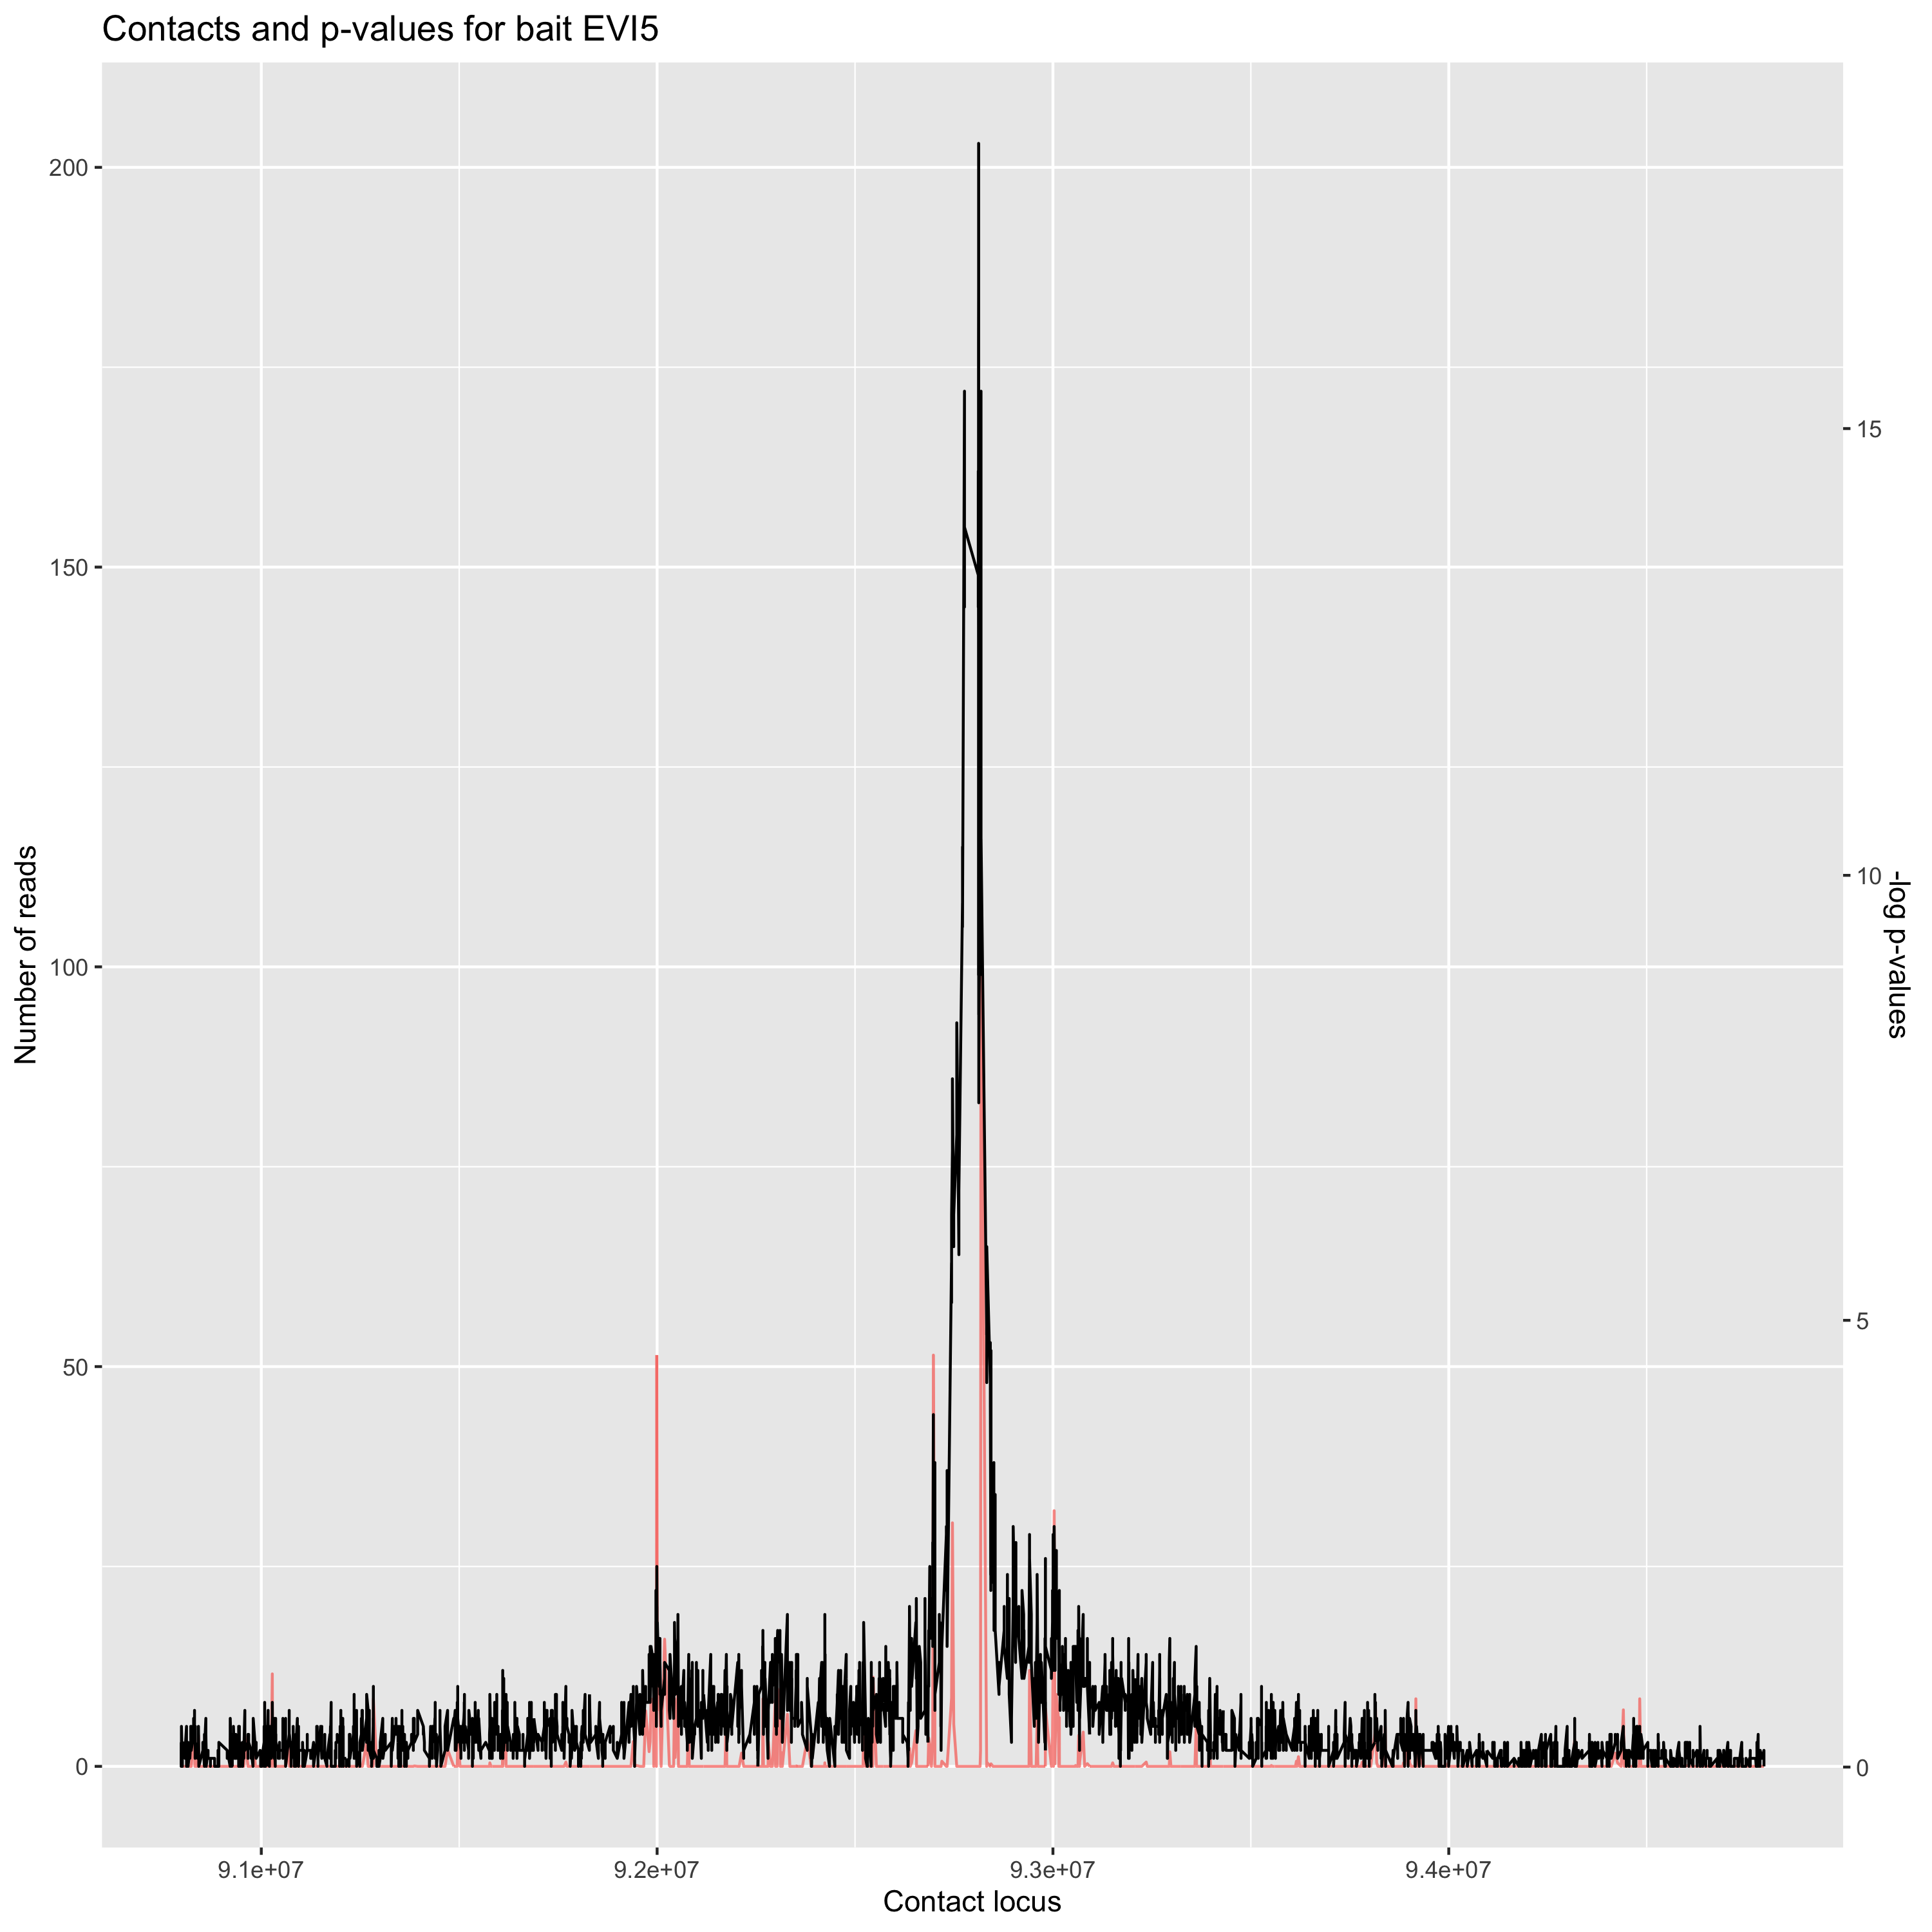 Contacts and p-values for bait EVI5
200
150
100
50
0
Number of reads
15
10
5
0
-log p-values
9.1e+07
9.2e+07
9.3e+07
9.4e+07
Contact locus